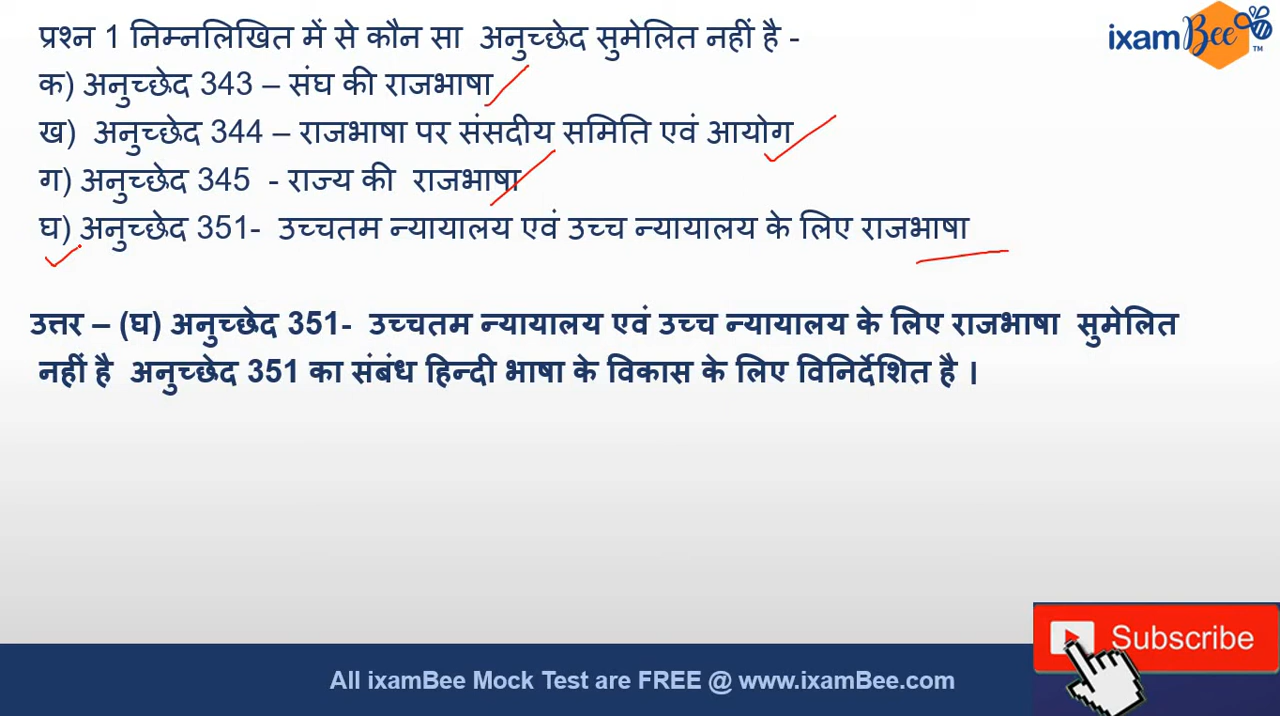 प्रश्न 1 निम्नलिखित में से कौन सा अनुच्छेद सुमेलित नहीं है -
ixamBee
TM
क) अनुच्छेद 343 – संघ की राजभाषा
ख) अनुच्छेद 344 – राजभाषा पर संसदीय समिति एवं आयोग
ग) अनुच्छेद 345 - राज्य की राजभाषा
घ) अनुच्छेद 351- उच्चतम न्यायालय एवं उच्च न्यायालय के लिए राजभाषा
उत्तर – (घ) अनुच्छेद 351- उच्चतम न्यायालय एवं उच्च न्यायालय के लिए राजभाषा सुमेलित
नहीं है अनुच्छेद 351 का संबंध हिन्दी भाषा के विकास के लिए विनिर्देशित है ।
Subscribe
All ixamBee Mock Test are FREE @ www.ixamBee.com